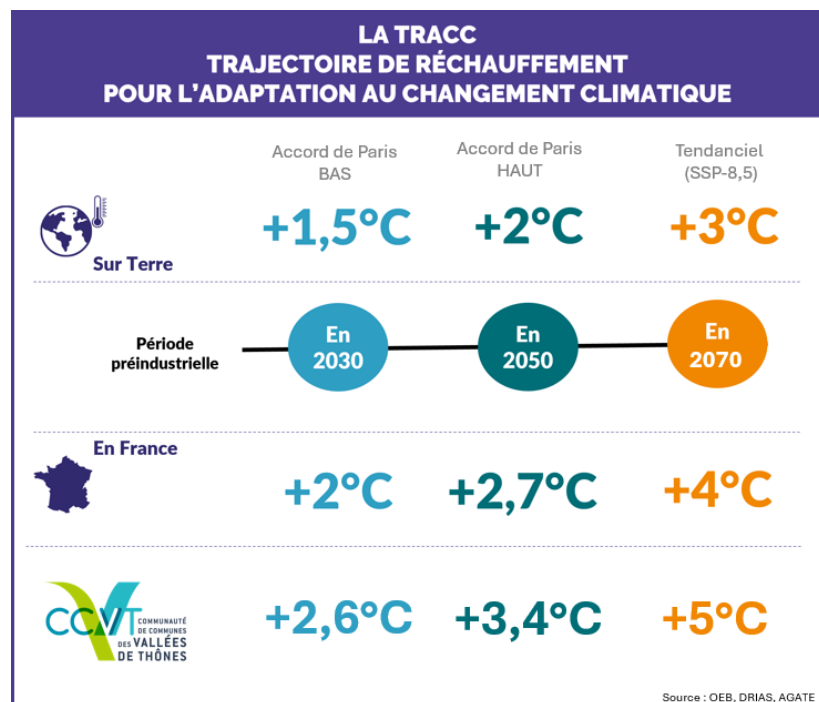 LA TRACC
TRAJECTOIRE DE RÉCHAUFFEMENT
POUR L'ADAPTATION AU CHANGEMENT CLIMATIQUE
Accord de Paris
BAS
Accord de Paris
HAUT
Tendanciel
(SSP-8,5)
Sur Terre
+1,5°C
+2°C
+3°C
Période
préindustrielle
En
2030
En
2050
En
2070
En France
+2°C
+2,7°C
+4°C
CCVT
COMMUNAUTÉ
DE COMMUNES
DES VALLÉES
DE THÔNES
+2,6°C
+3,4°C
+5°C
Source : OEB, DRIAS, AGATE